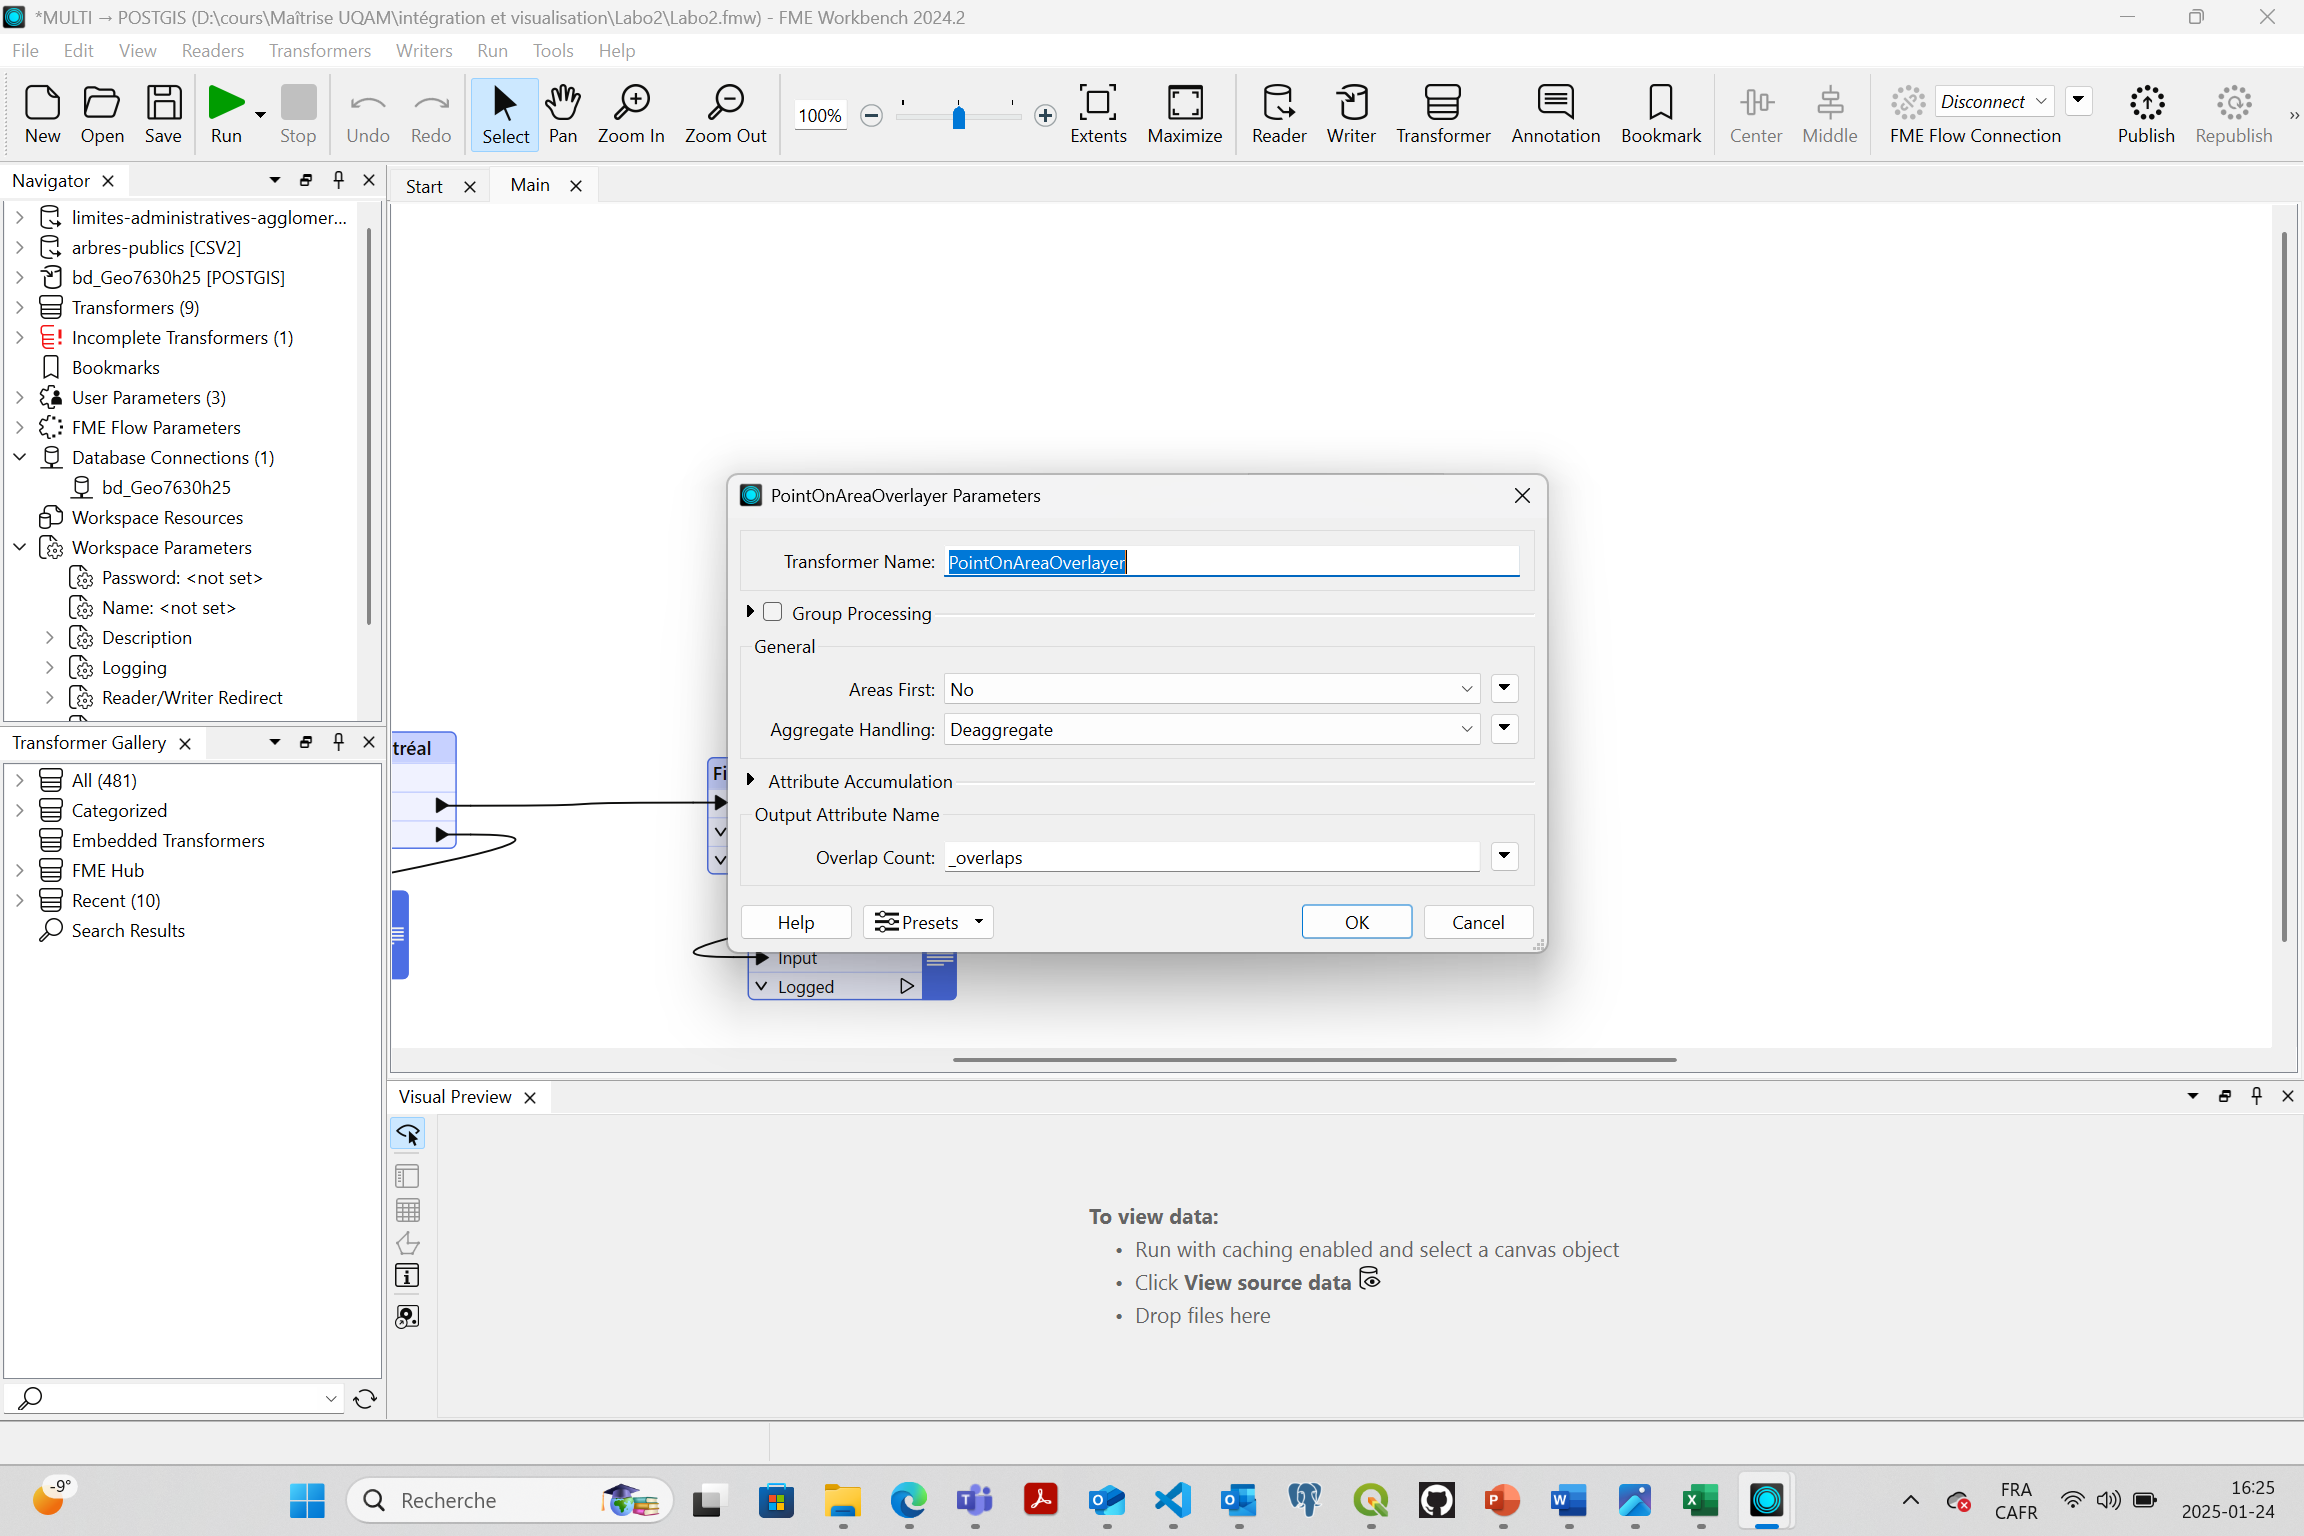 *MULTI → POSTGIS (D:\cours\Maîtrise UQAM\intégration et visualisation\Labo2\Labo2.fmw) - FME Workbench 2024.2
File Edit View Readers Transformers Writers Run Tools Help
New Open Save Run Stop Undo Redo Select Pan Zoom In Zoom Out 100% Extents Maximize Reader Writer Transformer Annotation Bookmark Center Middle Disconnect FME Flow Connection Publish Republish »
Navigator
limites-administratives-agglomer...
arbres-publics [CSV2]
bd_Geo7630h25 [POSTGIS]
Transformers (9)
Incomplete Transformers (1)
Bookmarks
User Parameters (3)
FME Flow Parameters
Database Connections (1)
bd_Geo7630h25
Workspace Resources
Workspace Parameters
Password: <not set>
Name: <not set>
Description
Logging
Reader/Writer Redirect
Transformer Gallery
All (481)
Categorized
Embedded Transformers
FME Hub
Recent (10)
Search Results
Start Main
tréal
Fi
PointOnAreaOverlayer Parameters
Transformer Name: PointOnAreaOverlayer
Group Processing
General
Areas First: No
Aggregate Handling: Deaggregate
Attribute Accumulation
Output Attribute Name
Overlap Count: _overlaps
Help Presets OK Cancel
Input
Logged
Visual Preview
To view data:
• Run with caching enabled and select a canvas object
• Click View source data
• Drop files here
-9°
Recherche
FRA
CAFR
16:25
2025-01-24